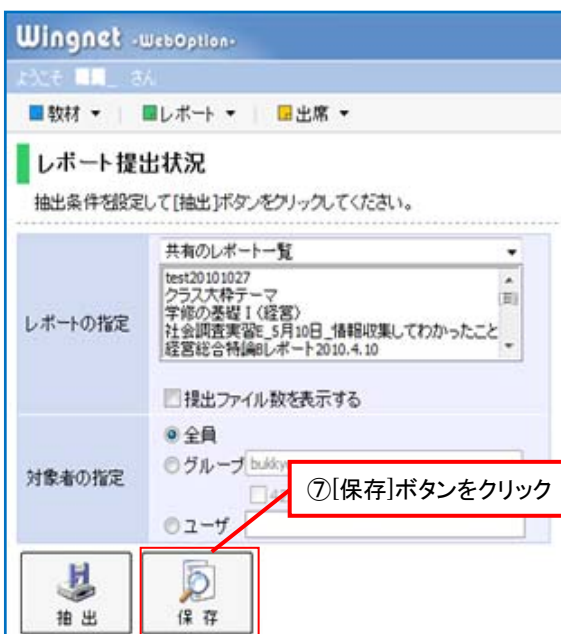 Wingnet -WebOption-
ようこそ さん
教材 ▼ レポート ▼ 出席 ▼
レポート提出状況
抽出条件を設定して[抽出]ボタンをクリックしてください。
共有のレポート一覧
test20101027
クラス大枠テーマ
学修の基礎Ⅰ(経営)
社会調査実習E_5月10日_情報収集してわかったこと
経営総合特論Bレポート2010.4.10
レポートの指定
提出ファイル数を表示する
対象者の指定
全員
グループ
⑦[保存]ボタンをクリック
ユーザ
抽 出
保 存